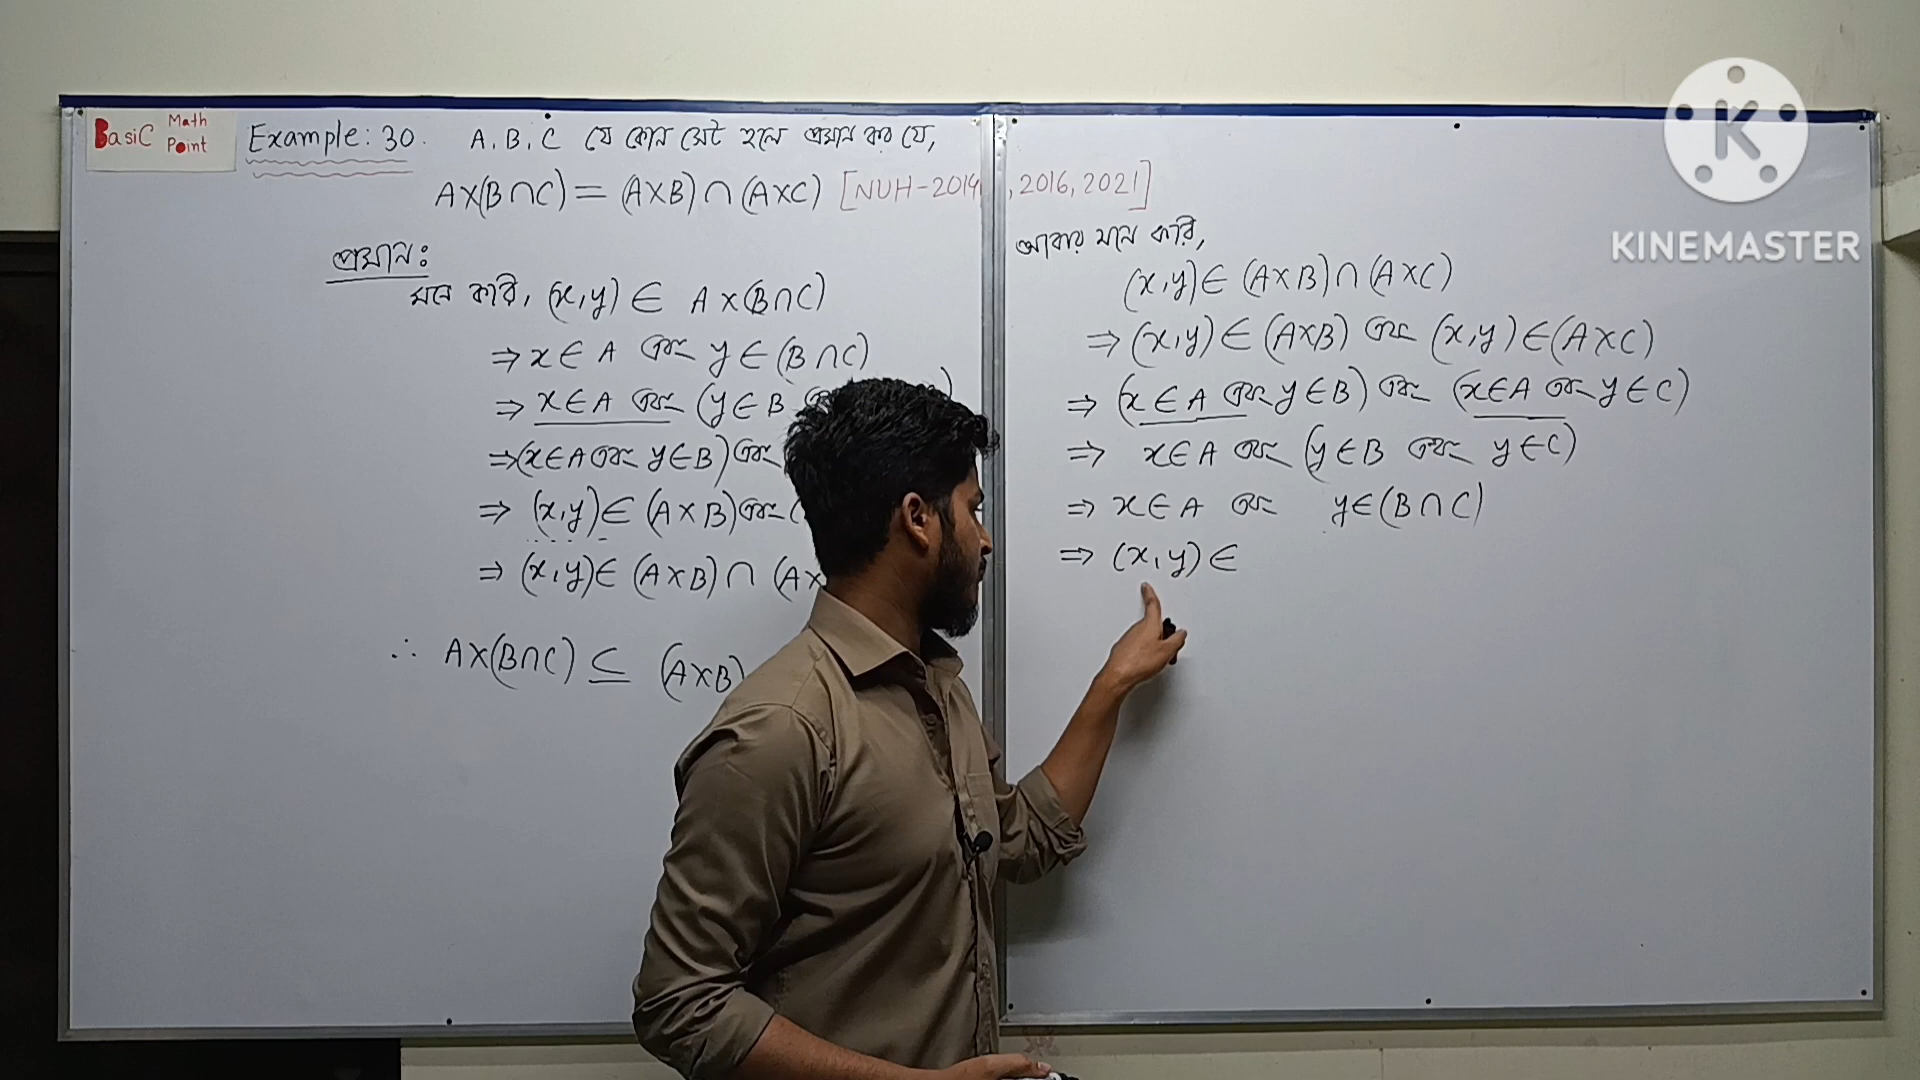 BasiC Math Point
Example: 30. A, B, C যে কোন সেট হলে প্রমান কর যে,
A×(B∩C) = (A×B)∩(A×C) [NUH-2014, 2016, 2021]
প্রমানঃ
মনে করি, (x,y) ∈ A×(B∩C)
⇒ x∈A এবং y∈(B∩C)
⇒ x∈A এবং (y∈B
⇒ (x∈A এবং y∈B) এবং
⇒ (x,y)∈ (A×B) এবং (
⇒ (x,y)∈ (A×B) ∩ (A×
∴ A×(B∩C) ⊆ (A×B)
আবার মনে করি,
(x,y)∈ (A×B)∩(A×C)
⇒ (x,y)∈ (A×B) এবং (x,y)∈(A×C)
⇒ (x∈A এবং y∈B) এবং (x∈A এবং y∈C)
⇒ x∈A এবং (y∈B এবং y∈C)
⇒ x∈A এবং y∈(B∩C)
⇒ (x,y)∈
K
KINEMASTER